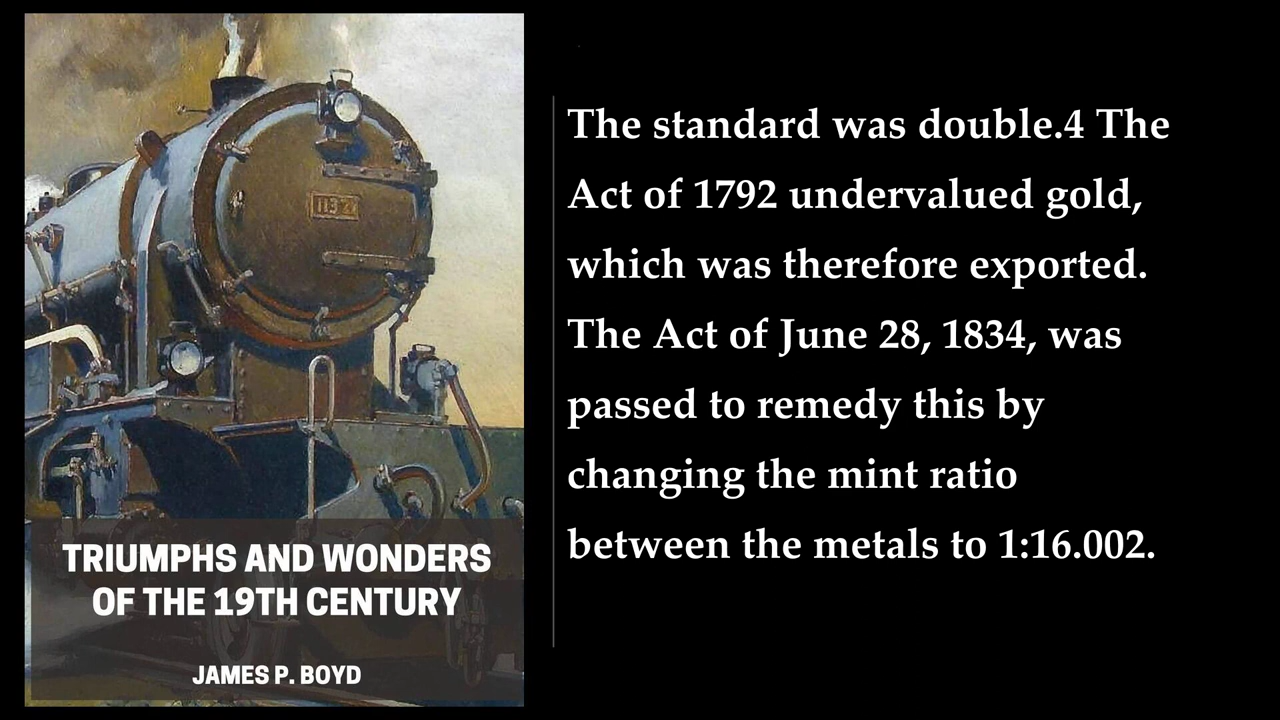 1132
TRIUMPHS AND WONDERS
OF THE 19TH CENTURY
JAMES P. BOYD
The standard was double.4 The
Act of 1792 undervalued gold,
which was therefore exported.
The Act of June 28, 1834, was
passed to remedy this by
changing the mint ratio
between the metals to 1:16.002.